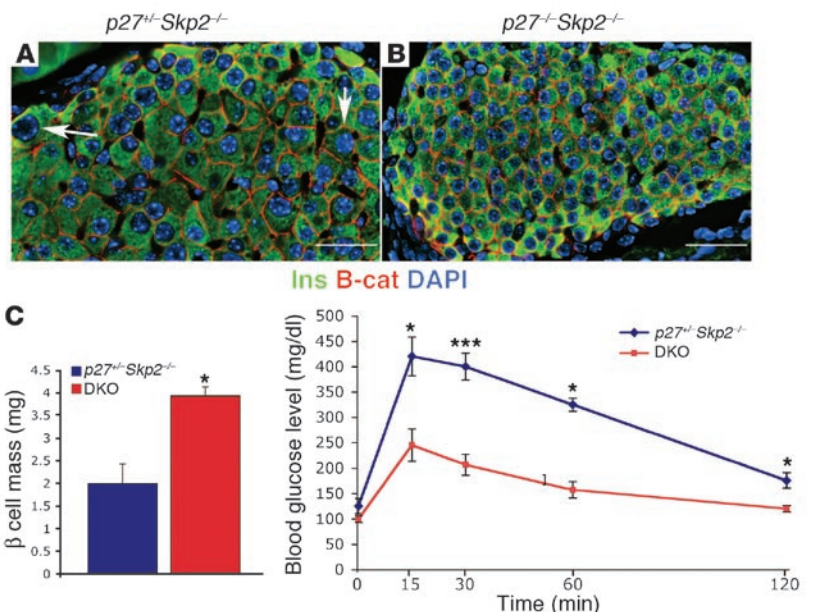 p27+/–Skp2–/–
p27–/–Skp2–/–
A
B
Ins B-cat DAPI
C
β cell mass (mg)
4.5
4
3.5
3
2.5
2
1.5
1
0.5
0
p27+/–Skp2–/–
DKO
*
Blood glucose level (mg/dl)
500
450
400
350
300
250
200
150
100
50
0
*
***
*
*
p27+/–Skp2–/–
DKO
0 15 30 60 120
Time (min)